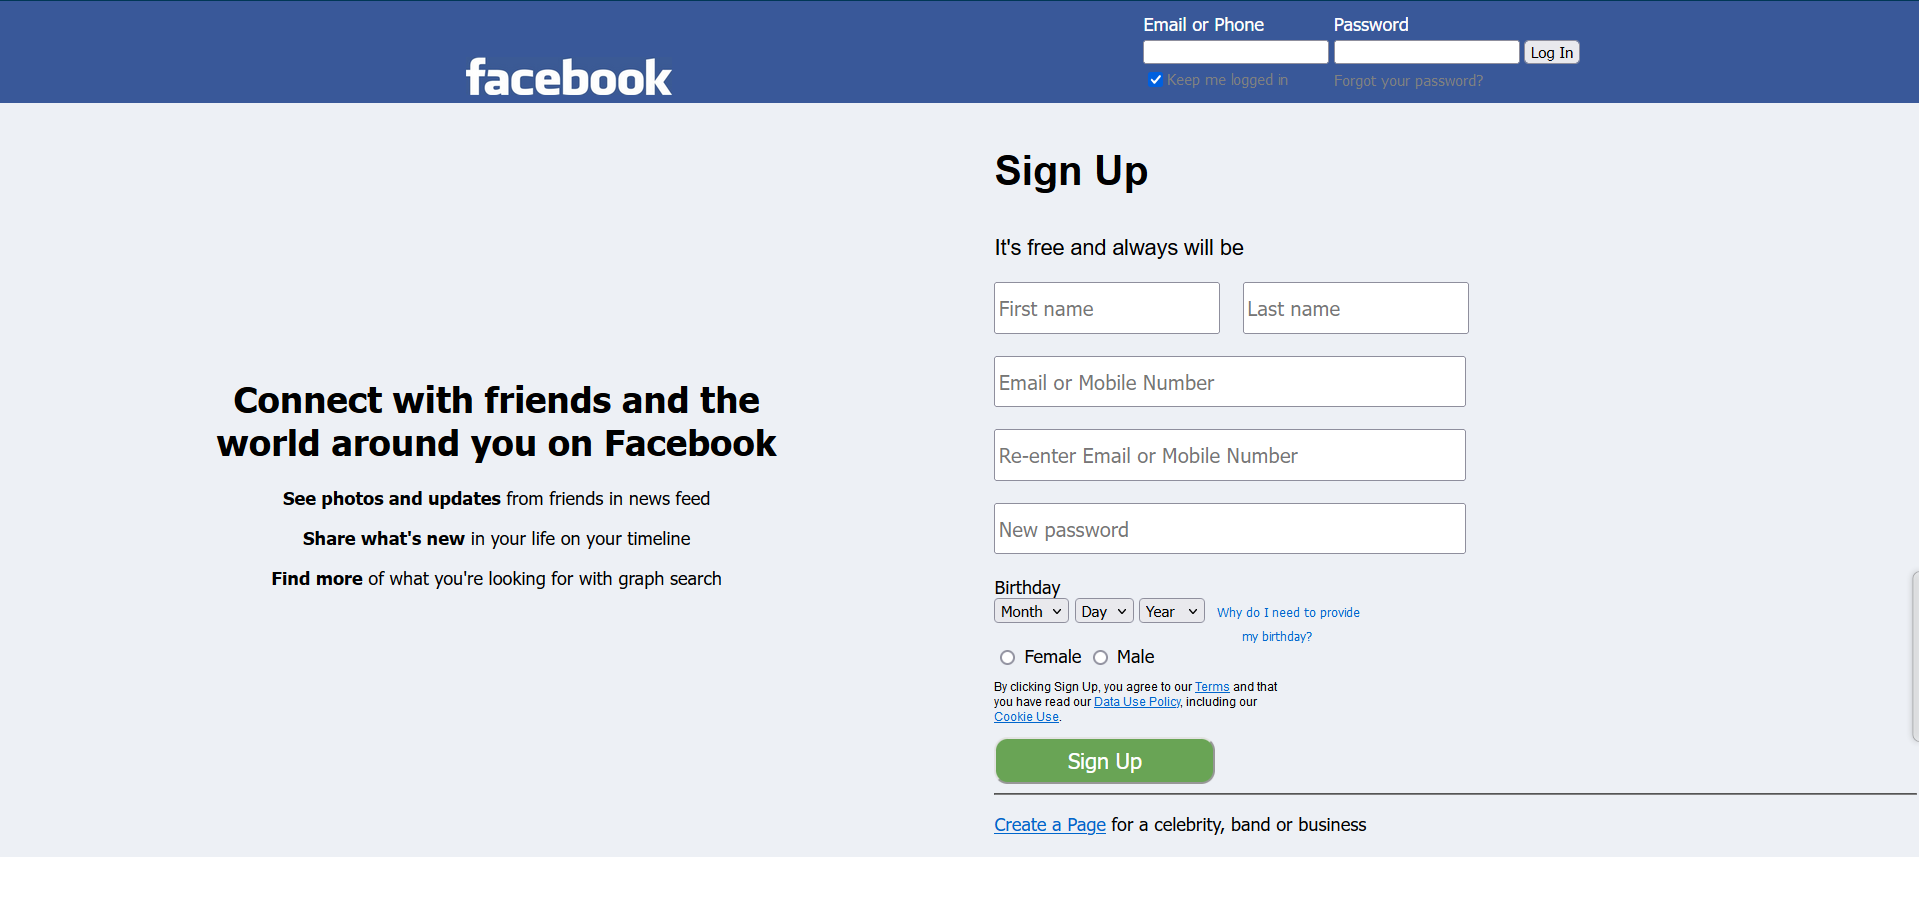 Email or Phone Password
Log In
facebook
Keep me logged in Forgot your password?
Sign Up
It's free and always will be
First name Last name
Email or Mobile Number
Re-enter Email or Mobile Number
New password
Connect with friends and the
world around you on Facebook
See photos and updates from friends in news feed
Share what's new in your life on your timeline
Find more of what you're looking for with graph search
Birthday
Month Day Year Why do I need to provide
my birthday?
Female Male
By clicking Sign Up, you agree to our Terms and that
you have read our Data Use Policy, including our
Cookie Use.
Sign Up
Create a Page for a celebrity, band or business